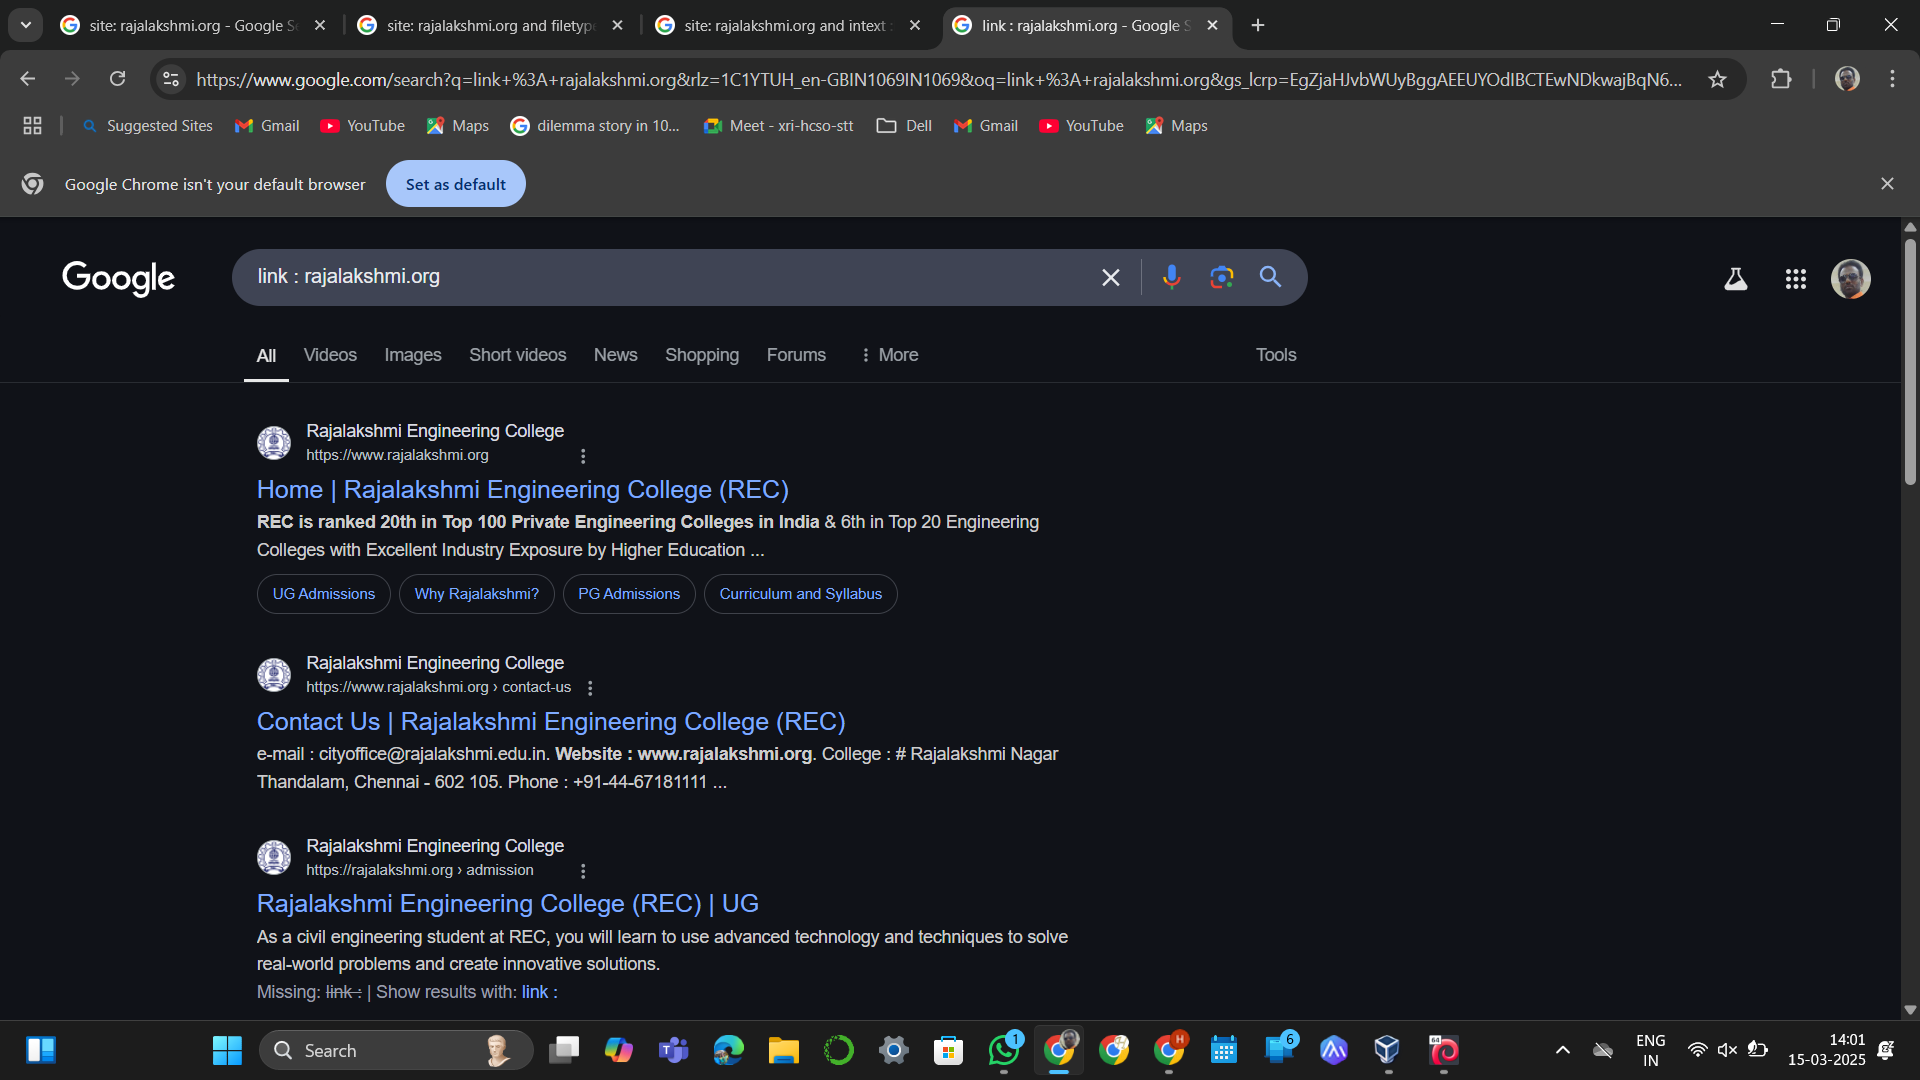 site: rajalakshmi.org - Google Se
site: rajalakshmi.org and filetype
site: rajalakshmi.org and intext :
link : rajalakshmi.org - Google S
https://www.google.com/search?q=link+%3A+rajalakshmi.org&rlz=1C1YTUH_en-GBIN1069IN1069&oq=link+%3A+rajalakshmi.org&gs_lcrp=EgZjaHJvbWUyBggAEEUYOdIBCTEwNDkwajBqN6...
Suggested Sites
Gmail
YouTube
Maps
dilemma story in 10...
Meet - xri-hcso-stt
Dell
Gmail
YouTube
Maps
Google Chrome isn't your default browser
Set as default
Google
link : rajalakshmi.org
All
Videos
Images
Short videos
News
Shopping
Forums
More
Tools
Rajalakshmi Engineering College
https://www.rajalakshmi.org
Home | Rajalakshmi Engineering College (REC)
REC is ranked 20th in Top 100 Private Engineering Colleges in India & 6th in Top 20 Engineering
Colleges with Excellent Industry Exposure by Higher Education ...
UG Admissions
Why Rajalakshmi?
PG Admissions
Curriculum and Syllabus
Rajalakshmi Engineering College
https://www.rajalakshmi.org › contact-us
Contact Us | Rajalakshmi Engineering College (REC)
e-mail : cityoffice@rajalakshmi.edu.in. Website : www.rajalakshmi.org. College : # Rajalakshmi Nagar
Thandalam, Chennai - 602 105. Phone : +91-44-67181111 ...
Rajalakshmi Engineering College
https://rajalakshmi.org › admission
Rajalakshmi Engineering College (REC) | UG
As a civil engineering student at REC, you will learn to use advanced technology and techniques to solve
real-world problems and create innovative solutions.
Missing: link : | Show results with: link :
Search
1
H
6
64
ENG
IN
14:01
15-03-2025